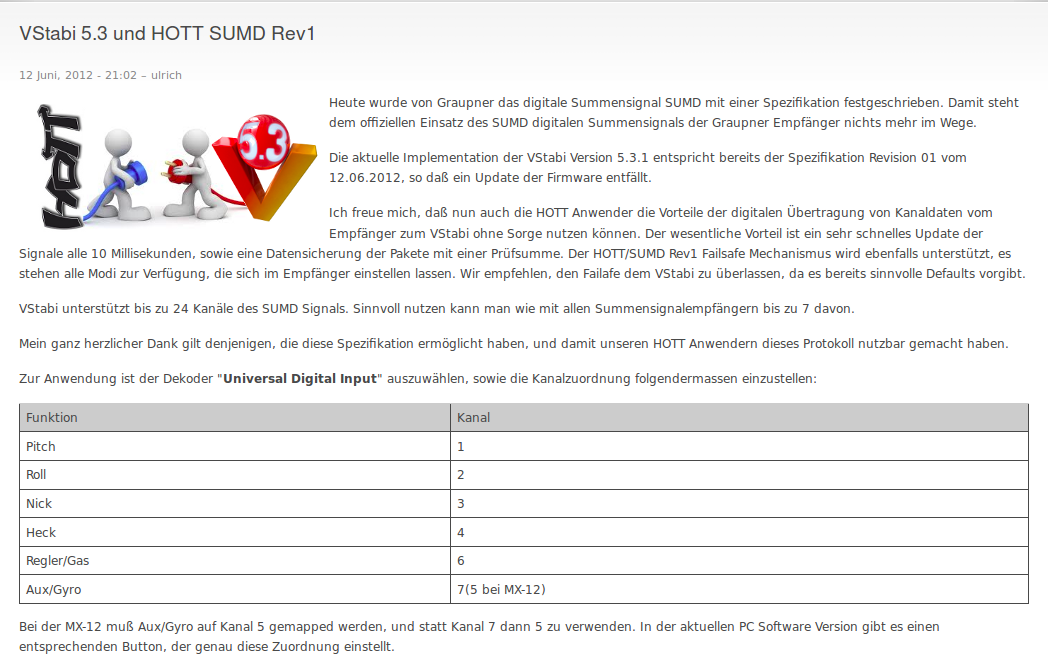 VStabi 5.3 und HOTT SUMD Rev1
12 Juni, 2012 - 21:02 – ulrich
HOTT
5.3
Heute wurde von Graupner das digitale Summensignal SUMD mit einer Spezifikation festgeschrieben. Damit steht
dem offiziellen Einsatz des SUMD digitalen Summensignals der Graupner Empfänger nichts mehr im Wege.
Die aktuelle Implementation der VStabi Version 5.3.1 entspricht bereits der Spezifikation Revision 01 vom
12.06.2012, so daß ein Update der Firmware entfällt.
Ich freue mich, daß nun auch die HOTT Anwender die Vorteile der digitalen Übertragung von Kanaldaten vom
Empfänger zum VStabi ohne Sorge nutzen können. Der wesentliche Vorteil ist ein sehr schnelles Update der
Signale alle 10 Millisekunden, sowie eine Datensicherung der Pakete mit einer Prüfsumme. Der HOTT/SUMD Rev1 Failsafe Mechanismus wird ebenfalls unterstützt, es
stehen alle Modi zur Verfügung, die sich im Empfänger einstellen lassen. Wir empfehlen, den Failafe dem VStabi zu überlassen, da es bereits sinnvolle Defaults vorgibt.
VStabi unterstützt bis zu 24 Kanäle des SUMD Signals. Sinnvoll nutzen kann man wie mit allen Summensignalempfängern bis zu 7 davon.
Mein ganz herzlicher Dank gilt denjenigen, die diese Spezifikation ermöglicht haben, und damit unseren HOTT Anwendern dieses Protokoll nutzbar gemacht haben.
Zur Anwendung ist der Dekoder "Universal Digital Input" auszuwählen, sowie die Kanalzuordnung folgendermassen einzustellen:
Funktion Kanal
Pitch 1
Roll 2
Nick 3
Heck 4
Regler/Gas 6
Aux/Gyro 7(5 bei MX-12)
Bei der MX-12 muß Aux/Gyro auf Kanal 5 gemapped werden, und statt Kanal 7 dann 5 zu verwenden. In der aktuellen PC Software Version gibt es einen
entsprechenden Button, der genau diese Zuordnung einstellt.